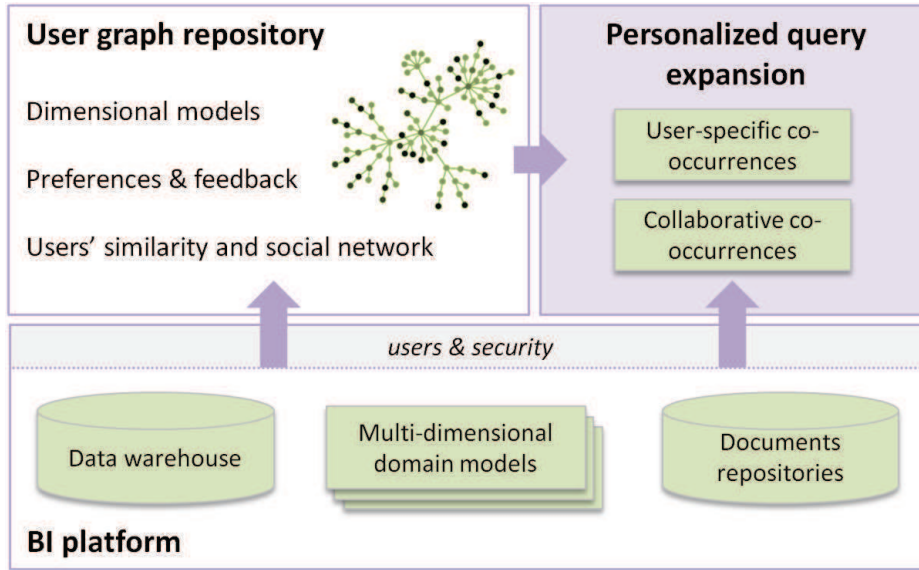 User graph repository
Dimensional models
Preferences & feedback
Users' similarity and social network
Personalized query
expansion
User-specific co-
occurrences
Collaborative co-
occurrences
users & security
Data warehouse
Multi-dimensional
domain models
Documents
repositories
BI platform